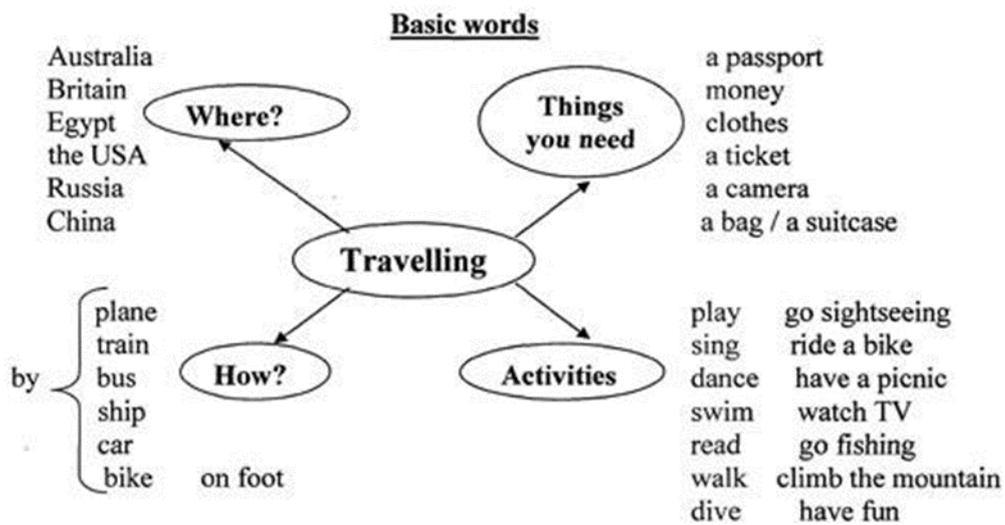 Basic words
Australia
Britain
Egypt
the USA
Russia
China
Where?
Things
you need
a passport
money
clothes
a ticket
a camera
a bag / a suitcase
Travelling
by
plane
train
bus
ship
car
bike on foot
How?
Activities
play go sightseeing
sing ride a bike
dance have a picnic
swim watch TV
read go fishing
walk climb the mountain
dive have fun